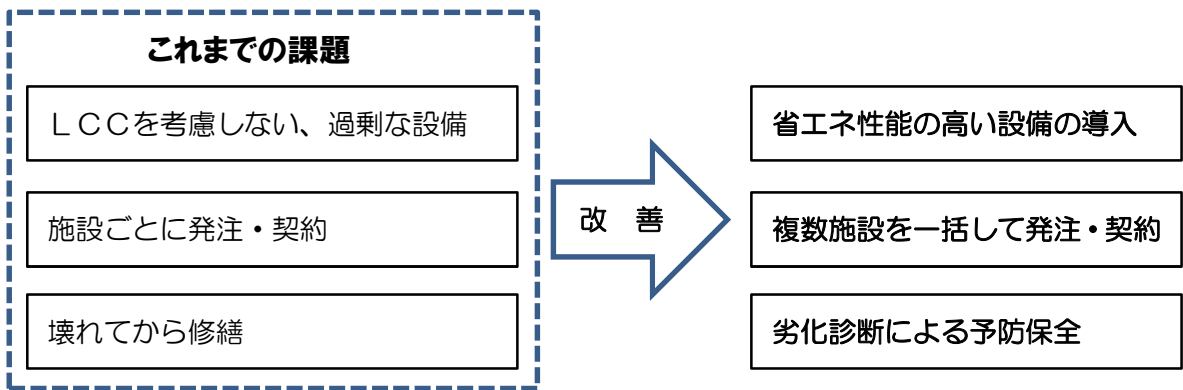 これまでの課題
ＬＣＣを考慮しない、過剰な設備
施設ごとに発注・契約
壊れてから修繕
改　善
省エネ性能の高い設備の導入
複数施設を一括して発注・契約
劣化診断による予防保全